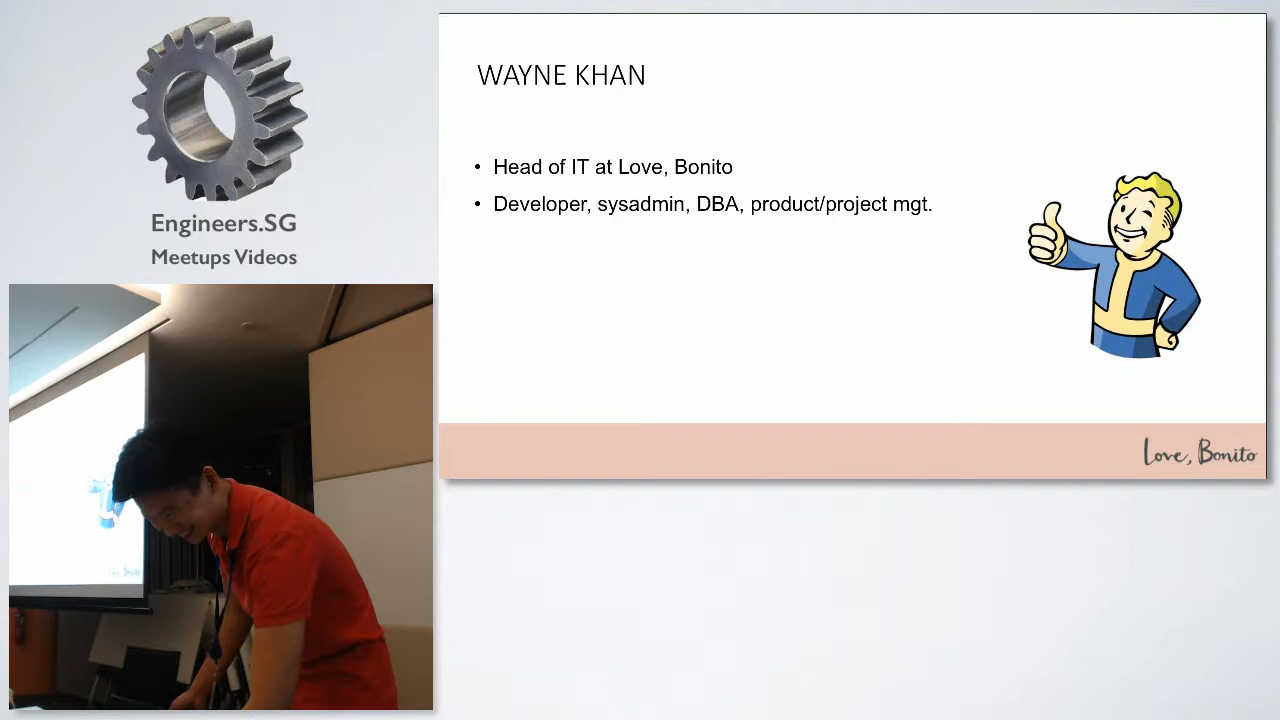 Engineers.SG
Meetups Videos
WAYNE KHAN
• Head of IT at Love, Bonito
• Developer, sysadmin, DBA, product/project mgt.
Love, Bonito